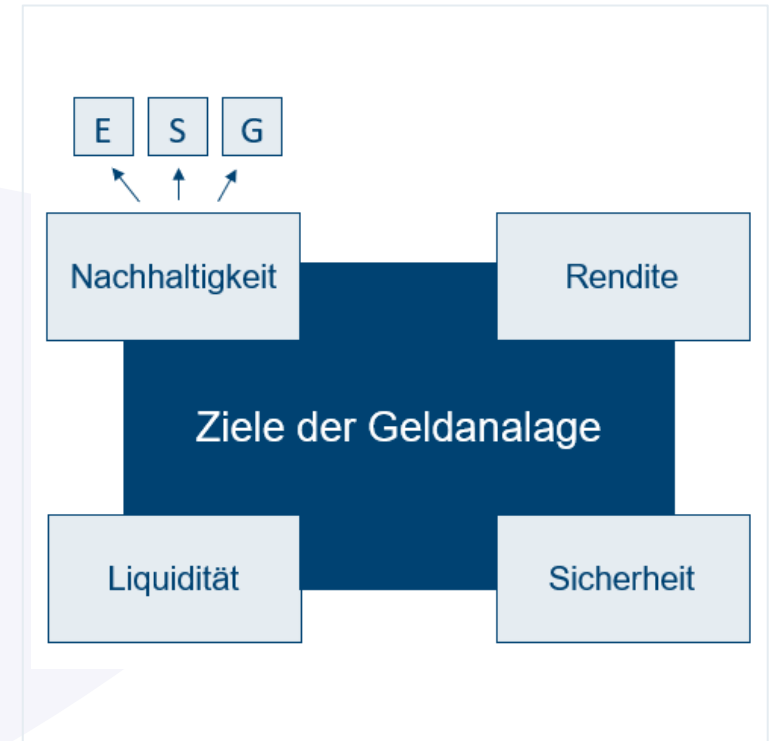 E S G
Nachhaltigkeit
Rendite
Ziele der Geldanalage
Liquidität
Sicherheit